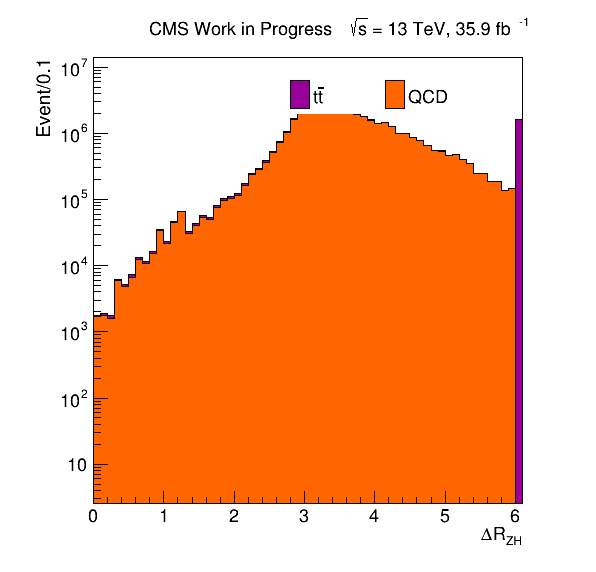 CMS Work in Progress √s = 13 TeV, 35.9 fb⁻¹
Event/0.1
10⁷
10⁶
10⁵
10⁴
10³
10²
10
tt̄ QCD
0 1 2 3 4 5 6
ΔR_ZH